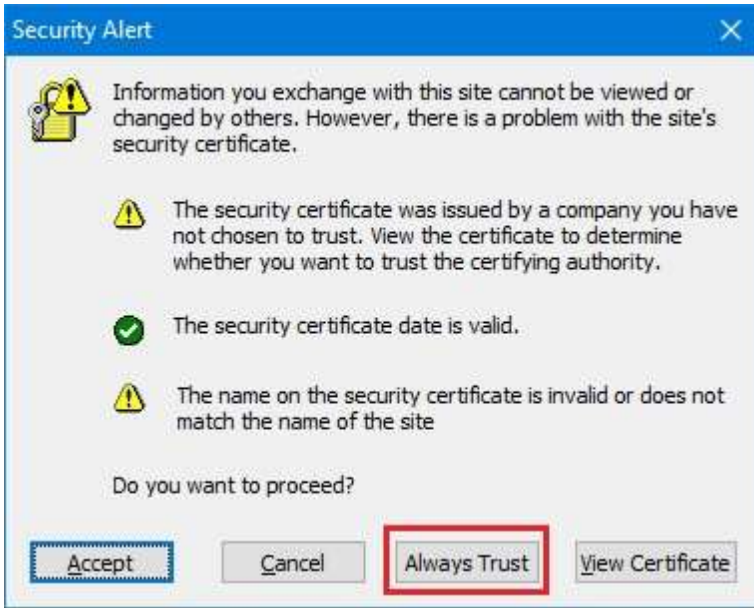 Security Alert
Information you exchange with this site cannot be viewed or
changed by others. However, there is a problem with the site's
security certificate.
The security certificate was issued by a company you have
not chosen to trust. View the certificate to determine
whether you want to trust the certifying authority.
The security certificate date is valid.
The name on the security certificate is invalid or does not
match the name of the site
Do you want to proceed?
Accept Cancel Always Trust View Certificate